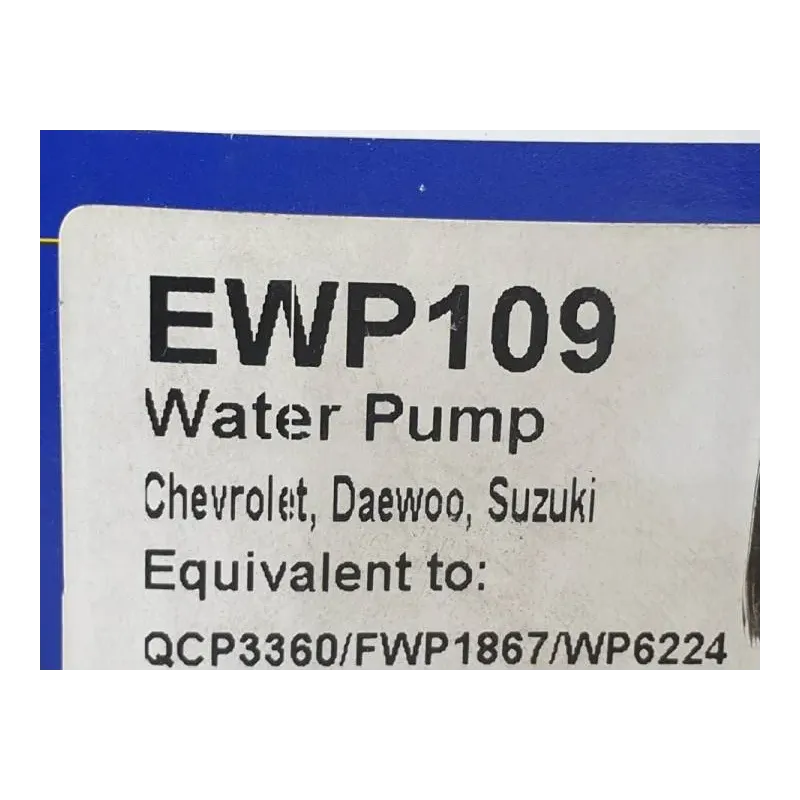 EWP109
Water Pump
Chevrolet, Daewoo, Suzuki
Equivalent to:
QCP3360/FWP1867/WP6224